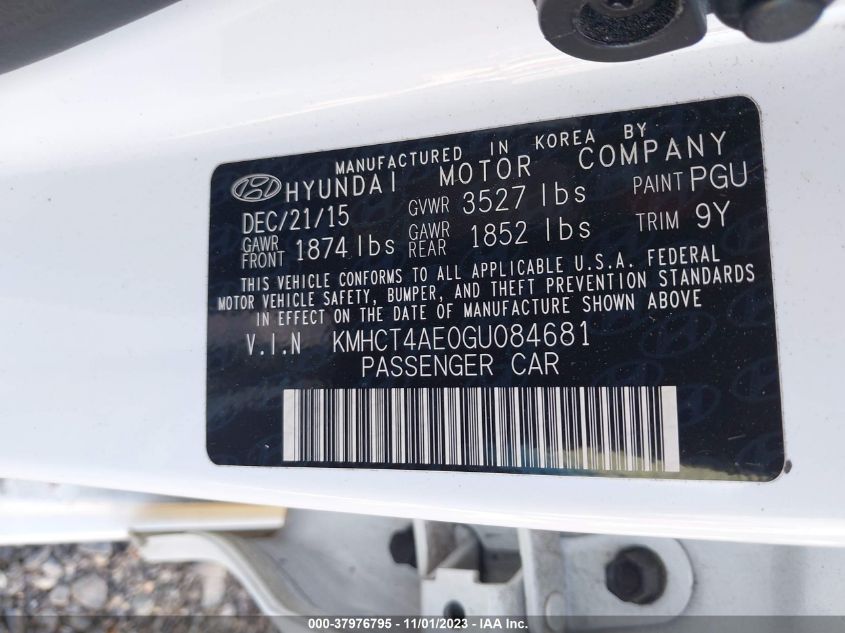 MANUFACTURED IN KOREA BY
HYUNDAI MOTOR COMPANY
DEC/21/15 GVWR 3527 lbs PAINT PGU
GAWR FRONT 1874 lbs GAWR REAR 1852 lbs TRIM 9Y
THIS VEHICLE CONFORMS TO ALL APPLICABLE U.S.A. FEDERAL
MOTOR VEHICLE SAFETY, BUMPER, AND THEFT PREVENTION STANDARDS
IN EFFECT ON THE DATE OF MANUFACTURE SHOWN ABOVE
V.I.N KMHCT4AE0GU084681
PASSENGER CAR
000-37976795 - 11/01/2023 - IAA Inc.